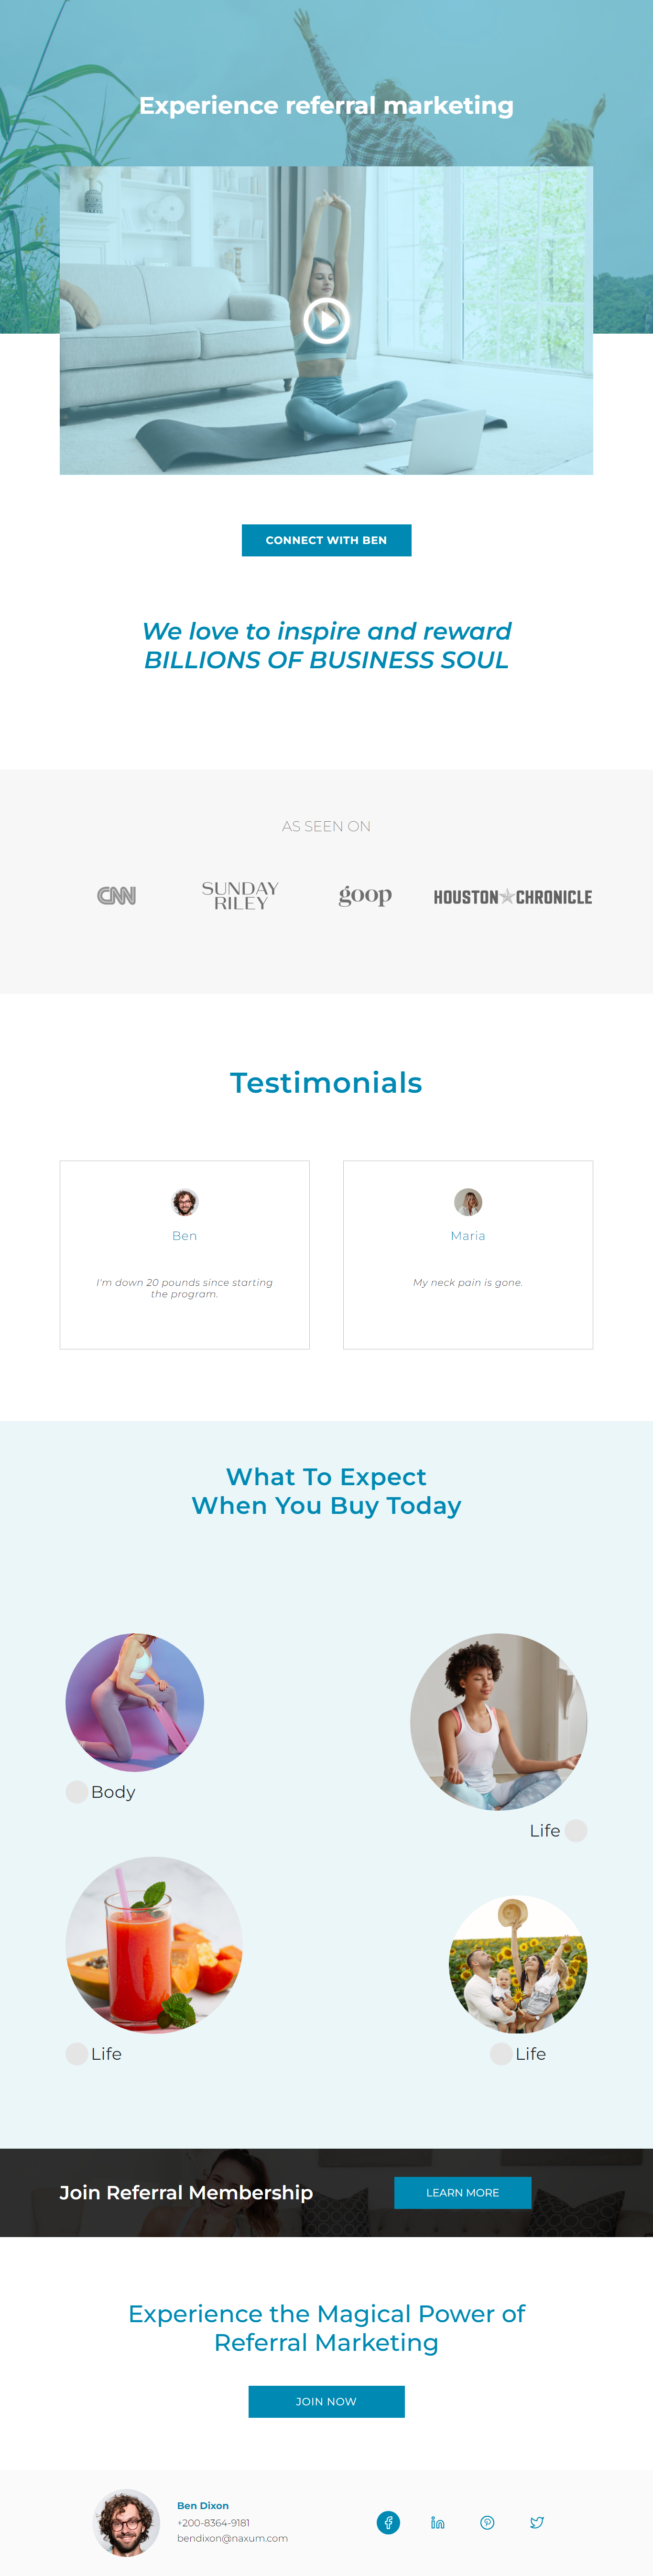 Experience referral marketing
CONNECT WITH BEN
We love to inspire and reward
BILLIONS OF BUSINESS SOUL
AS SEEN ON
CNN
SUNDAY
RILEY
goop
HOUSTON CHRONICLE
Testimonials
Ben
I'm down 20 pounds since starting
the program.
Maria
My neck pain is gone.
What To Expect
When You Buy Today
Body
Life
Life
Life
Join Referral Membership
LEARN MORE
Experience the Magical Power of
Referral Marketing
JOIN NOW
Ben Dixon
+200-8364-9181
bendixon@naxum.com